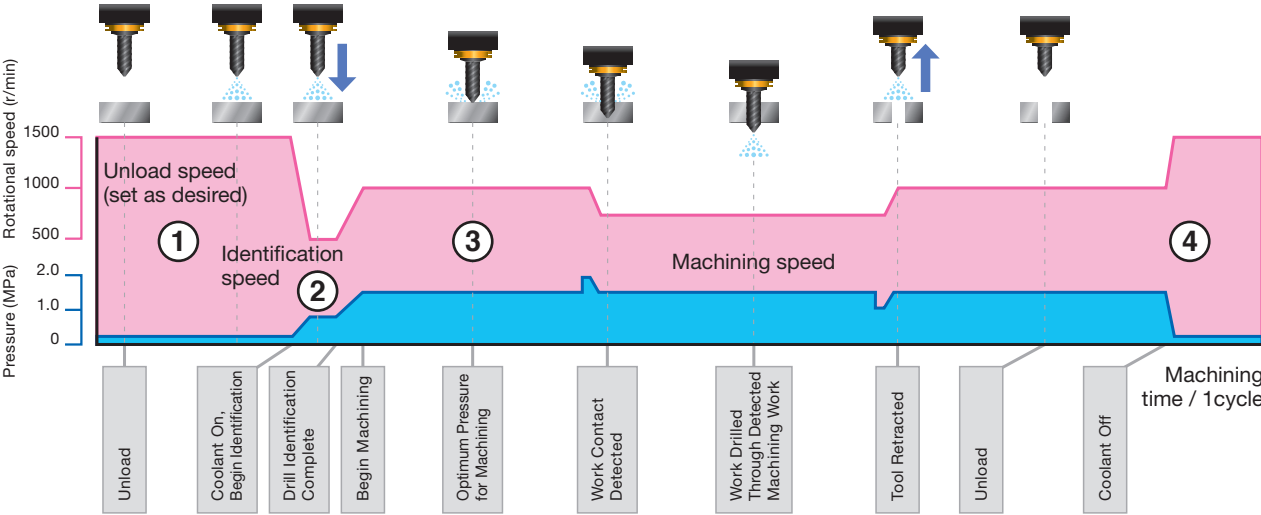 Rotational speed (r/min)
1500
1000
500
Pressure (MPa)
2.0
1.0
0
Unload speed
(set as desired)
1
Identification
speed
2
3
Machining speed
4
Unload
Coolant On,
Begin Identification
Drill Identification
Complete
Begin Machining
Optimum Pressure
for Machining
Work Contact
Detected
Work Drilled
Through Detected
Machining Work
Tool Retracted
Unload
Coolant Off
Machining
time / 1cycle